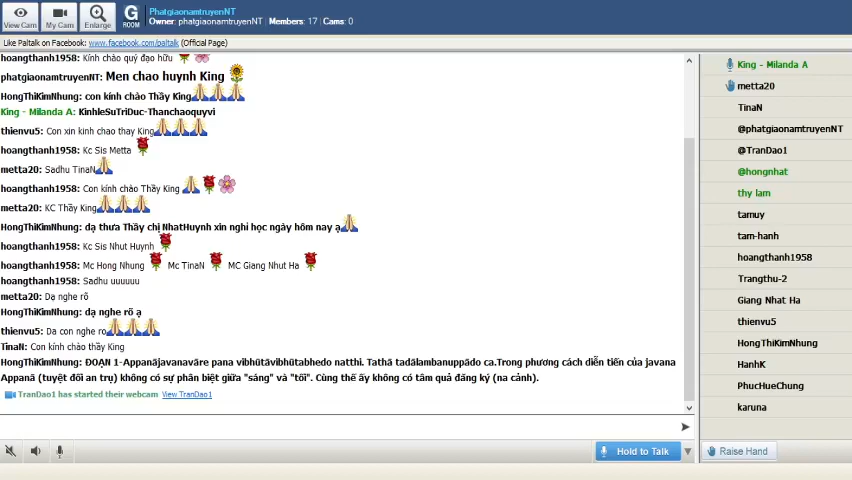 View Cam
My Cam
Enlarge
G
ROOM
PhatgiaonamtruyenNT
Owner: phatgiaonamtruyenNT | Members: 17 | Cams: 0
Like Paltalk on Facebook: www.facebook.com/paltalk (Official Page)
hoangthanh1958: Kính chào quý đạo hữu
phatgiaonamtruyenNT: Men chao huynh King
HongThiKimNhung: con kính chào Thầy King
King - Milanda A: KinhleSuTriDuc-Thanchaoquyvi
thienvu5: Con xin kinh chao thay King
hoangthanh1958: Kc Sis Metta
metta20: Sadhu TinaN
hoangthanh1958: Con kính chào Thầy King
metta20: KC Thầy King
HongThiKimNhung: dạ thưa Thầy chị NhatHuynh xin nghỉ học ngày hôm nay ạ
hoangthanh1958: Kc Sis Nhut Huynh
hoangthanh1958: Mc Hong Nhung Mc TinaN MC Giang Nhut Ha
hoangthanh1958: Sadhu uuuuuu
metta20: Dạ nghe rõ
HongThiKimNhung: dạ nghe rõ ạ
thienvu5: Da con nghe ro
TinaN: Con kính chào thầy King
HongThiKimNhung: ĐOẠN 1-Appanājavanavāre pana vibhūtāvibhūtabhedo natthi. Tathā tadālambanuppādo ca.Trong phương cách diễn tiến của javana
Appanā (tuyệt đối an trụ) không có sự phân biệt giữa "sáng" và "tối". Cùng thế ấy không có tâm quả đăng ký (na cảnh).
TranDao1 has started their webcam View TranDao1
King - Milanda A
metta20
TinaN
@phatgiaonamtruyenNT
@TranDao1
@hongnhat
thy lam
tamuy
tam-hanh
hoangthanh1958
Trangthu-2
Giang Nhat Ha
thienvu5
HongThiKimNhung
HanhK
PhucHueChung
karuna
Hold to Talk
Raise Hand